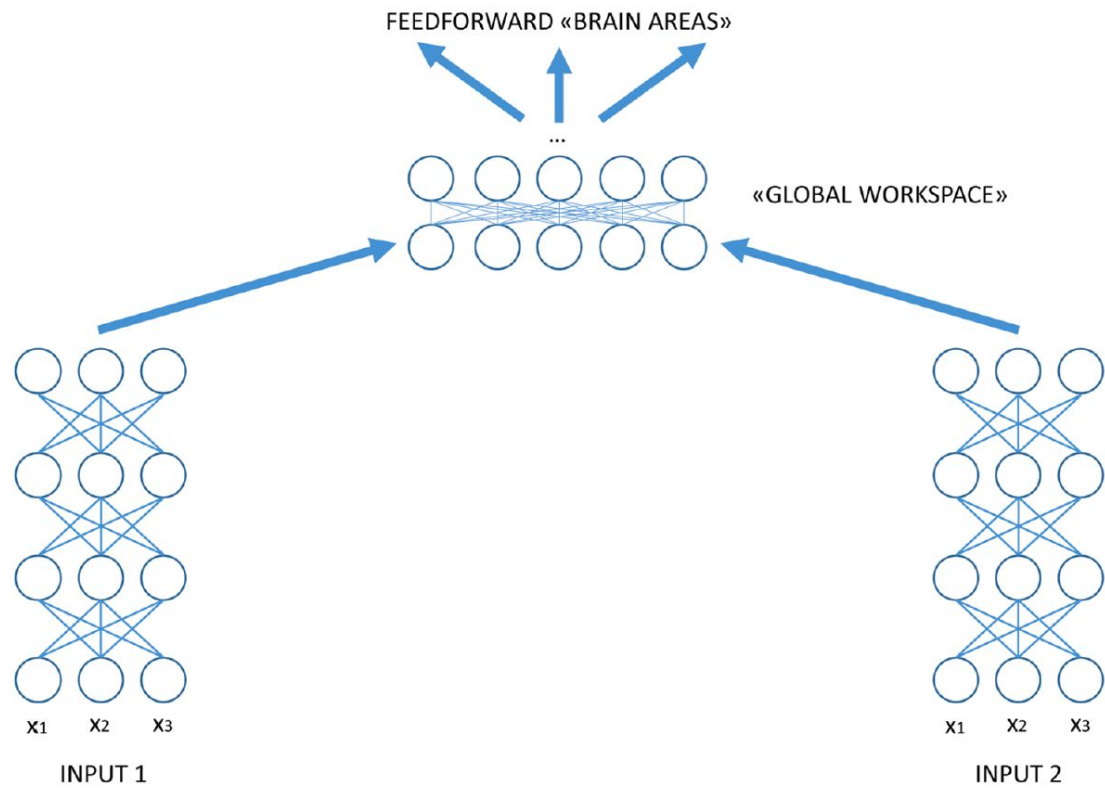 FEEDFORWARD «BRAIN AREAS»
...
«GLOBAL WORKSPACE»
x1 x2 x3
INPUT 1
x1 x2 x3
INPUT 2